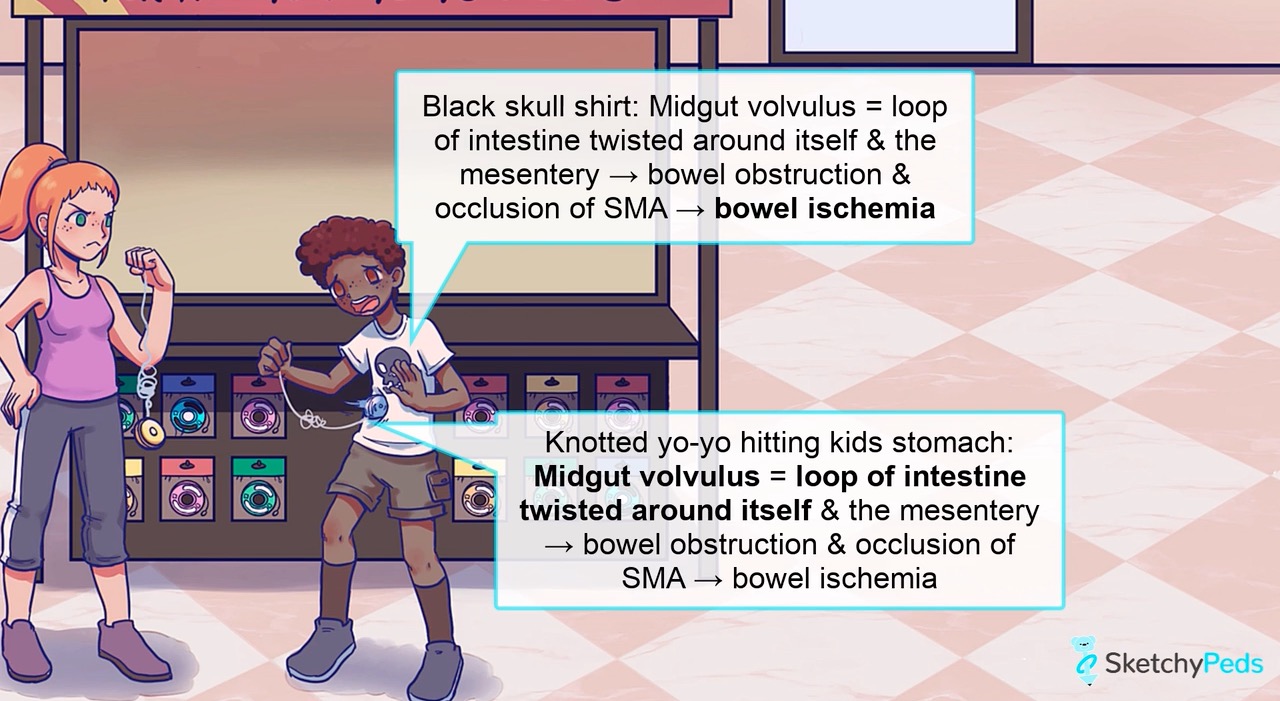 Black skull shirt: Midgut volvulus = loop
of intestine twisted around itself & the
mesentery → bowel obstruction &
occlusion of SMA → bowel ischemia
Knotted yo-yo hitting kids stomach:
Midgut volvulus = loop of intestine
twisted around itself & the mesentery
→ bowel obstruction & occlusion of
SMA → bowel ischemia
SketchyPeds